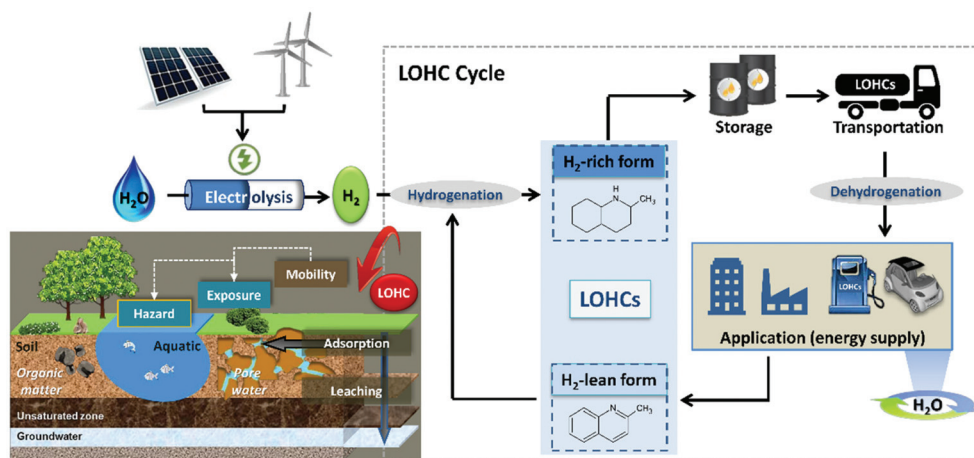 LOHC Cycle
H₂O
Electrolysis
H₂
Hydrogenation
H₂-rich form
H
N
CH₃
LOHCs
H₂-lean form
N
CH₃
Storage
LOHCs
Transportation
Dehydrogenation
LOHCs
Application (energy supply)
H₂O
Mobility
Exposure
Hazard
LOHC
Soil
Aquatic
Adsorption
Organic
matter
Pore
water
Leaching
Unsaturated zone
Groundwater